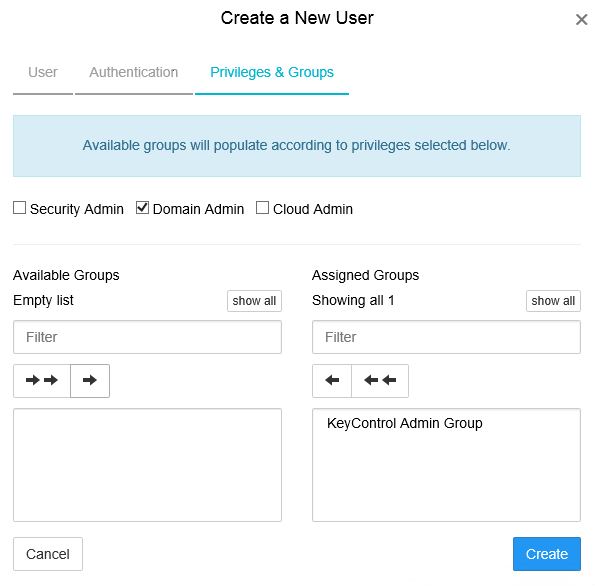 Create a New User
User Authentication Privileges & Groups
Available groups will populate according to privileges selected below.
Security Admin Domain Admin Cloud Admin
Available Groups
Empty list show all
Filter
Assigned Groups
Showing all 1 show all
Filter
KeyControl Admin Group
Cancel Create